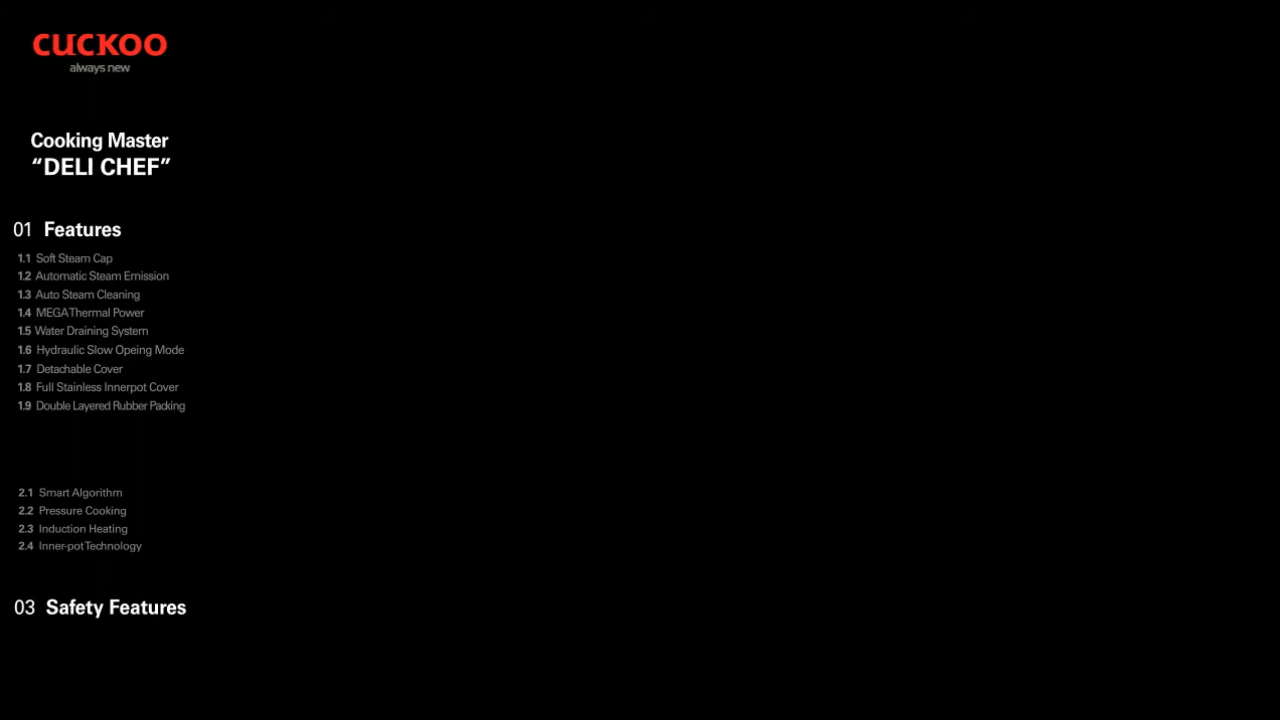 CUCKOO
always new
Cooking Master
“DELI CHEF”
01 Features
1.1 Soft Steam Cap
1.2 Automatic Steam Emission
1.3 Auto Steam Cleaning
1.4 MEGA Thermal Power
1.5 Water Draining System
1.6 Hydraulic Slow Opeing Mode
1.7 Detachable Cover
1.8 Full Stainless Innerpot Cover
1.9 Double Layered Rubber Packing
2.1 Smart Algorithm
2.2 Pressure Cooking
2.3 Induction Heating
2.4 Inner-pot Technology
03 Safety Features